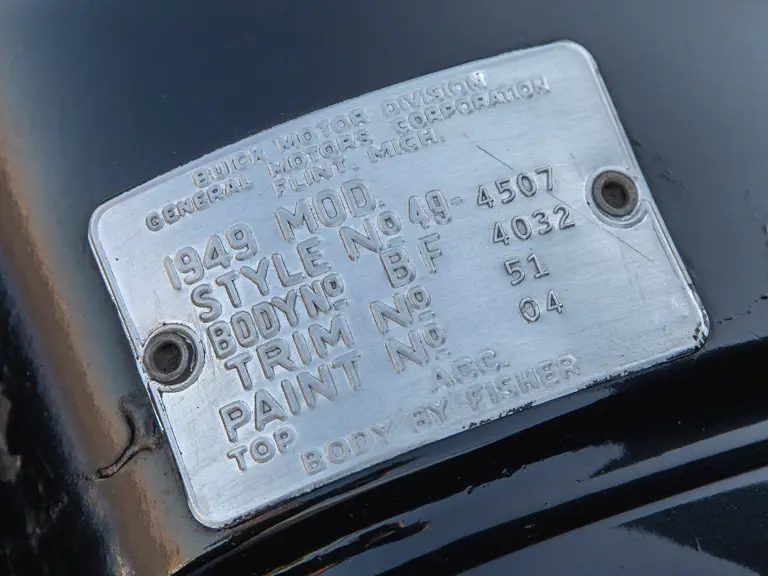 BUICK MOTOR DIVISION
GENERAL MOTORS CORPORATION
FLINT, MICH.
1949 MOD.
STYLE No 49-4507
BODY No BF 4032
TRIM No 51
PAINT No 04
TOP ACC.
BODY BY FISHER